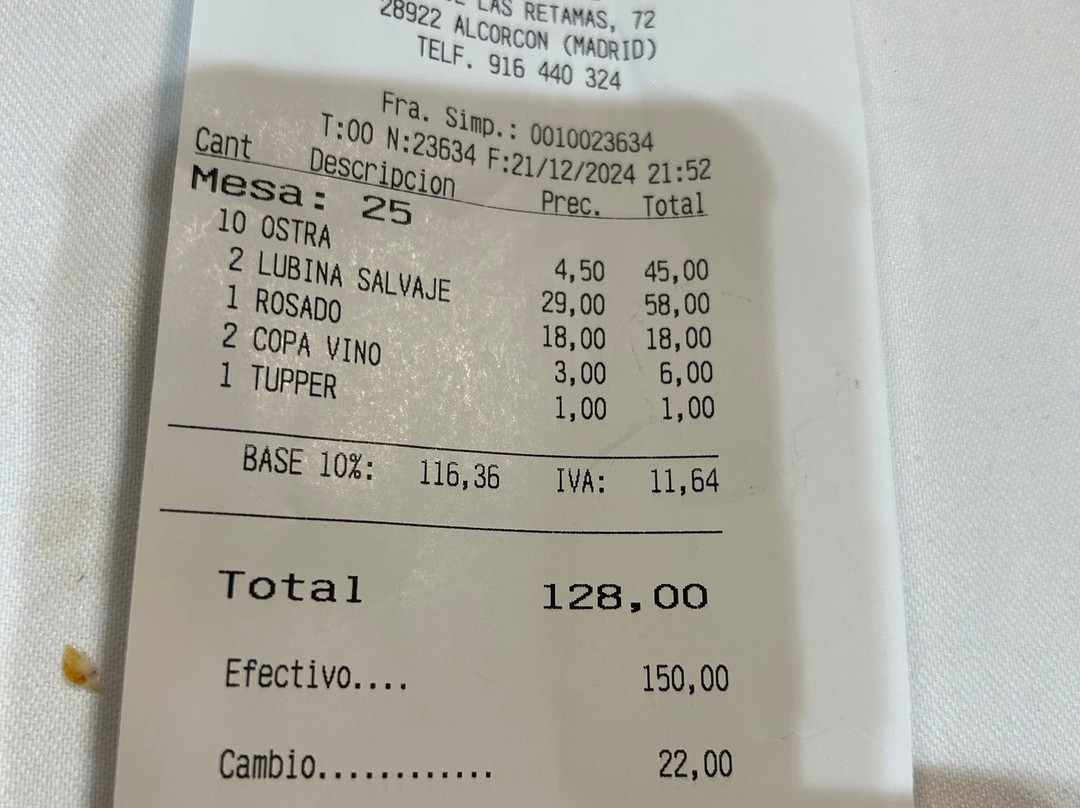 LAS RETAMAS, 72
28922 ALCORCON (MADRID)
TELF. 916 440 324
Fra. Simp.: 0010023634
T:00 N:23634 F:21/12/2024 21:52
Cant Descripcion Prec. Total
Mesa: 25
10 OSTRA 4,50 45,00
2 LUBINA SALVAJE 29,00 58,00
1 ROSADO 18,00 18,00
2 COPA VINO 3,00 6,00
1 TUPPER 1,00 1,00
BASE 10%: 116,36 IVA: 11,64
Total 128,00
Efectivo.... 150,00
Cambio............ 22,00